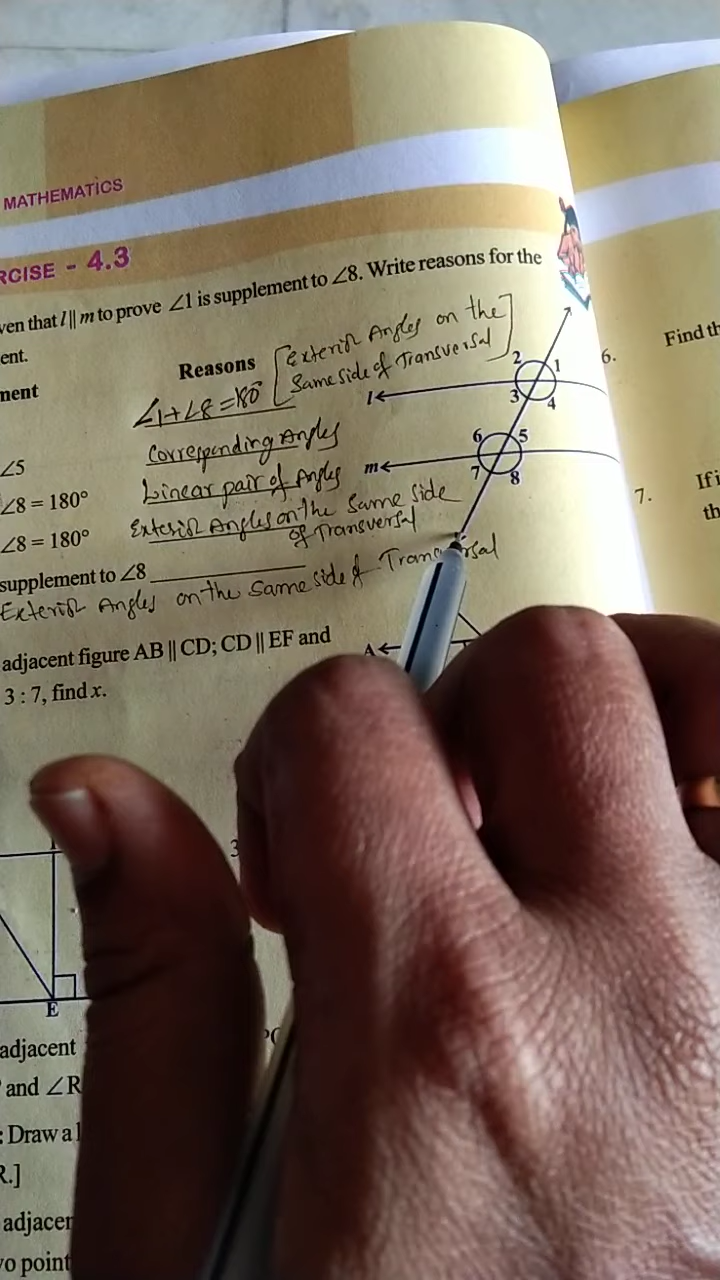 MATHEMATICS
RCISE - 4.3
ven that l || m to prove ∠1 is supplement to ∠8. Write reasons for the
ent.
ment Reasons [Exterior Angles on the
Same side of Transversal]
∠1+∠8=180°
∠5 Corresponding Angles
∠8 = 180° Linear pair of Angles
∠8 = 180° Exterior Angles on the Same side
of Transversal
supplement to ∠8
Exterior Angles on the Same side of Transversal
2 1
l 3 4
6 5
m 7 8
adjacent figure AB || CD; CD || EF and
3 : 7, find x.
A
3
E
adjacent
and ∠R
: Draw a l
R.]
adjacen
vo point
6. Find th
7. If i
th